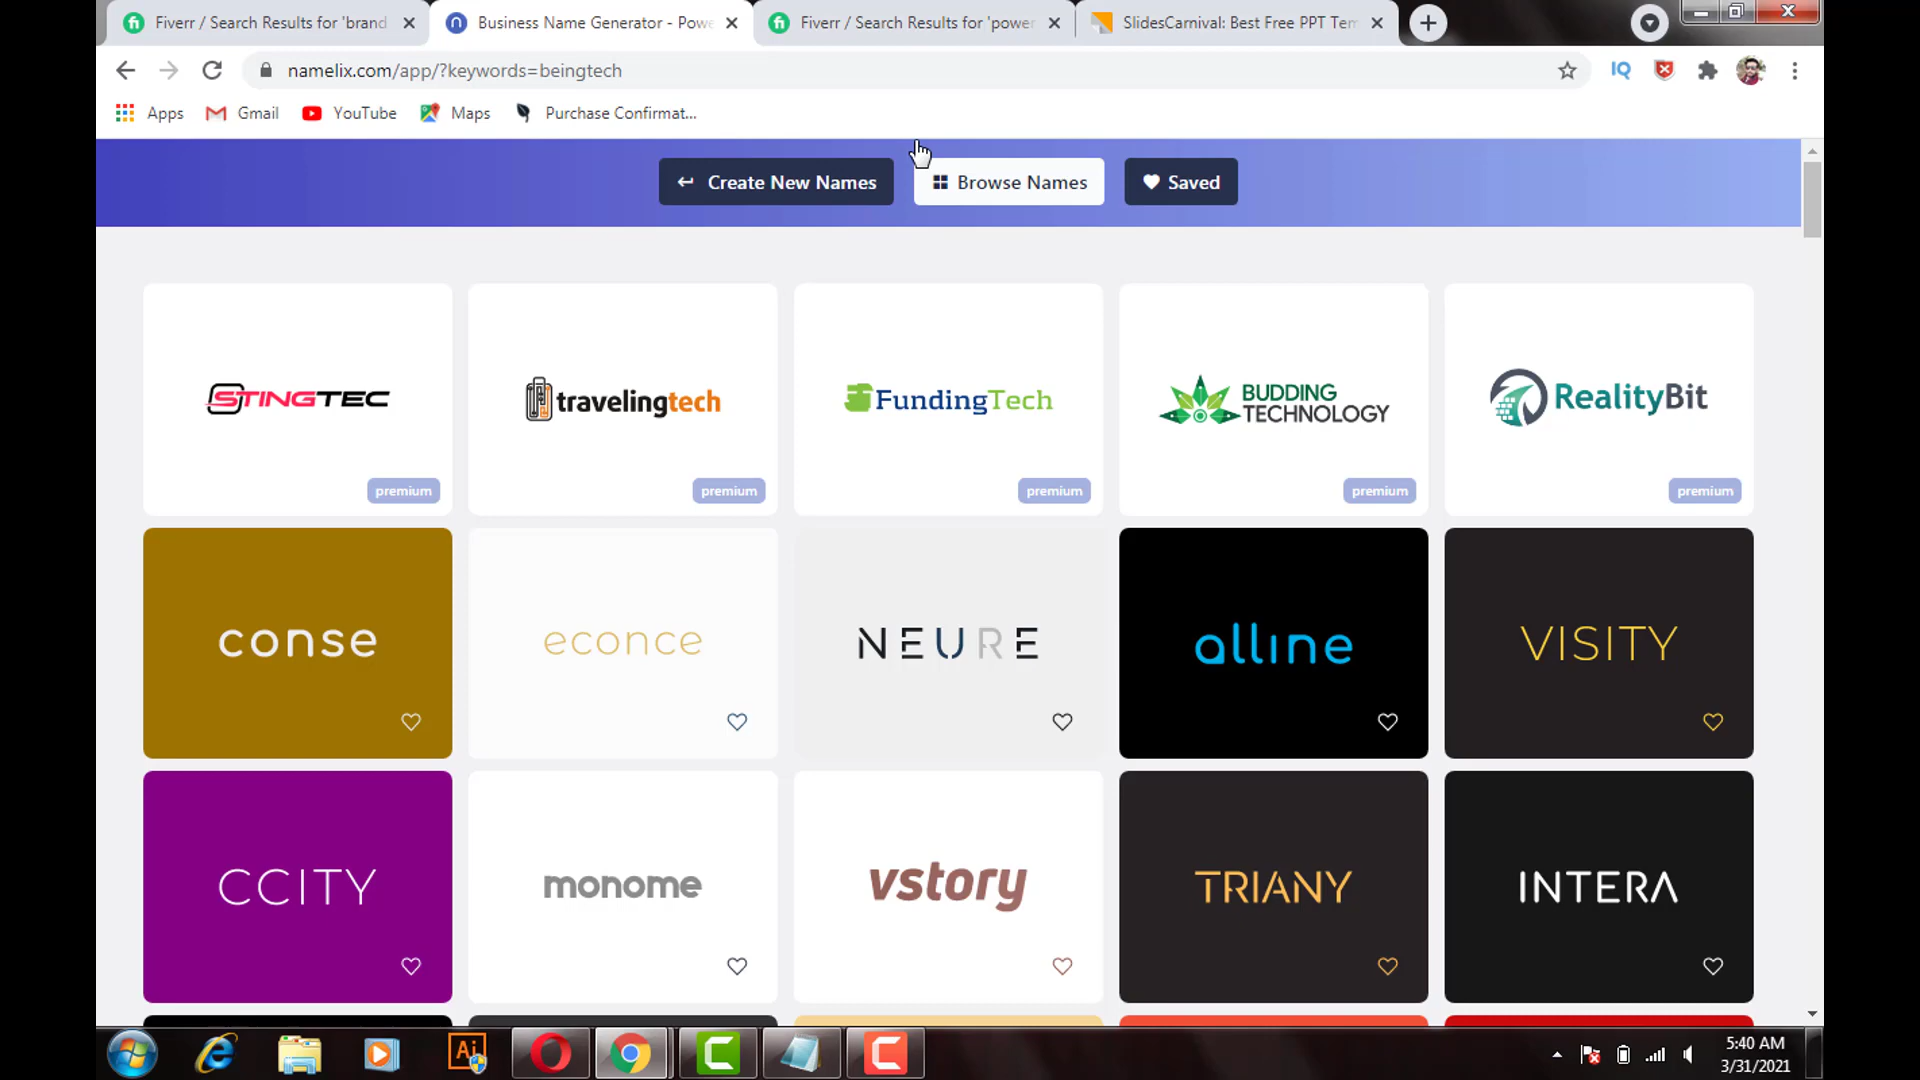 Fiverr / Search Results for 'brand
Business Name Generator - Powe
Fiverr / Search Results for 'power
SlidesCarnival: Best Free PPT Tem
namelix.com/app/?keywords=beingtech
IQ
Apps
Gmail
YouTube
Maps
Purchase Confirmat...
Create New Names
Browse Names
Saved
STINGTEC
travelingtech
FundingTech
BUDDING
TECHNOLOGY
RealityBit
premium
premium
premium
premium
premium
conse
econce
NEURE
alline
VISITY
CCITY
monome
vstory
TRIANY
INTERA
Ai
5:40 AM
3/31/2021